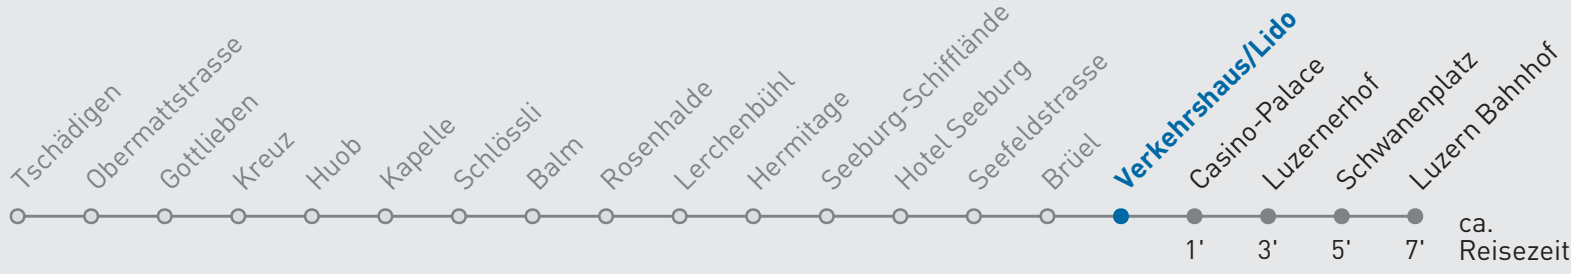 Tschädigen
Obermattstrasse
Gottlieben
Kreuz
Huob
Kapelle
Schlössli
Balm
Rosenhalde
Lerchenbühl
Hermitage
Seeburg-Schifflände
Hotel Seeburg
Seefeldstrasse
Brüel
Verkehrshaus/Lido
Casino-Palace
Luzernerhof
Schwanenplatz
Luzern Bahnhof
1' 3' 5' 7'
ca.
Reisezeit